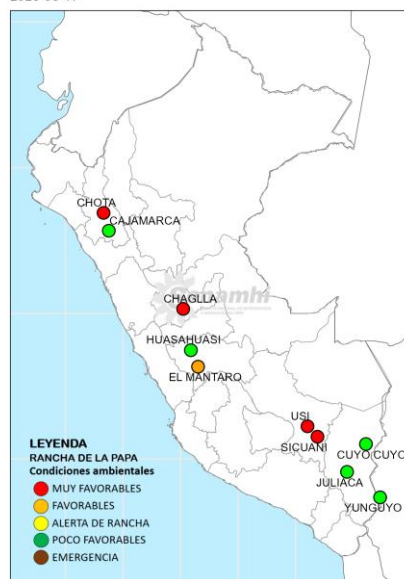 CHOTA
CAJAMARCA
CHAGLLA
HUASAHUASI
EL MANTARO
USI
SICUANI
CUYO CUYO
JULIACA
YUNGUYO
LEYENDA
RANCHA DE LA PAPA
Condiciones ambientales
MUY FAVORABLES
FAVORABLES
ALERTA DE RANCHA
POCO FAVORABLES
EMERGENCIA